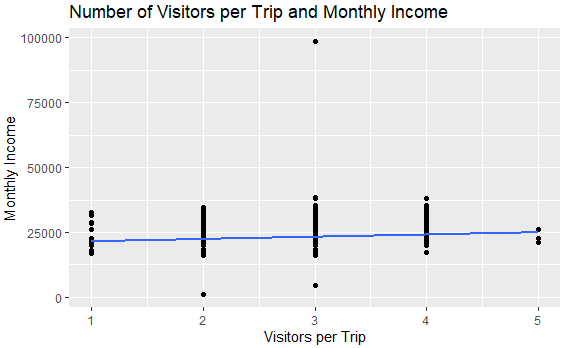 Number of Visitors per Trip and Monthly Income
100000
75000
50000
25000
0
Monthly Income
1 2 3 4 5
Visitors per Trip